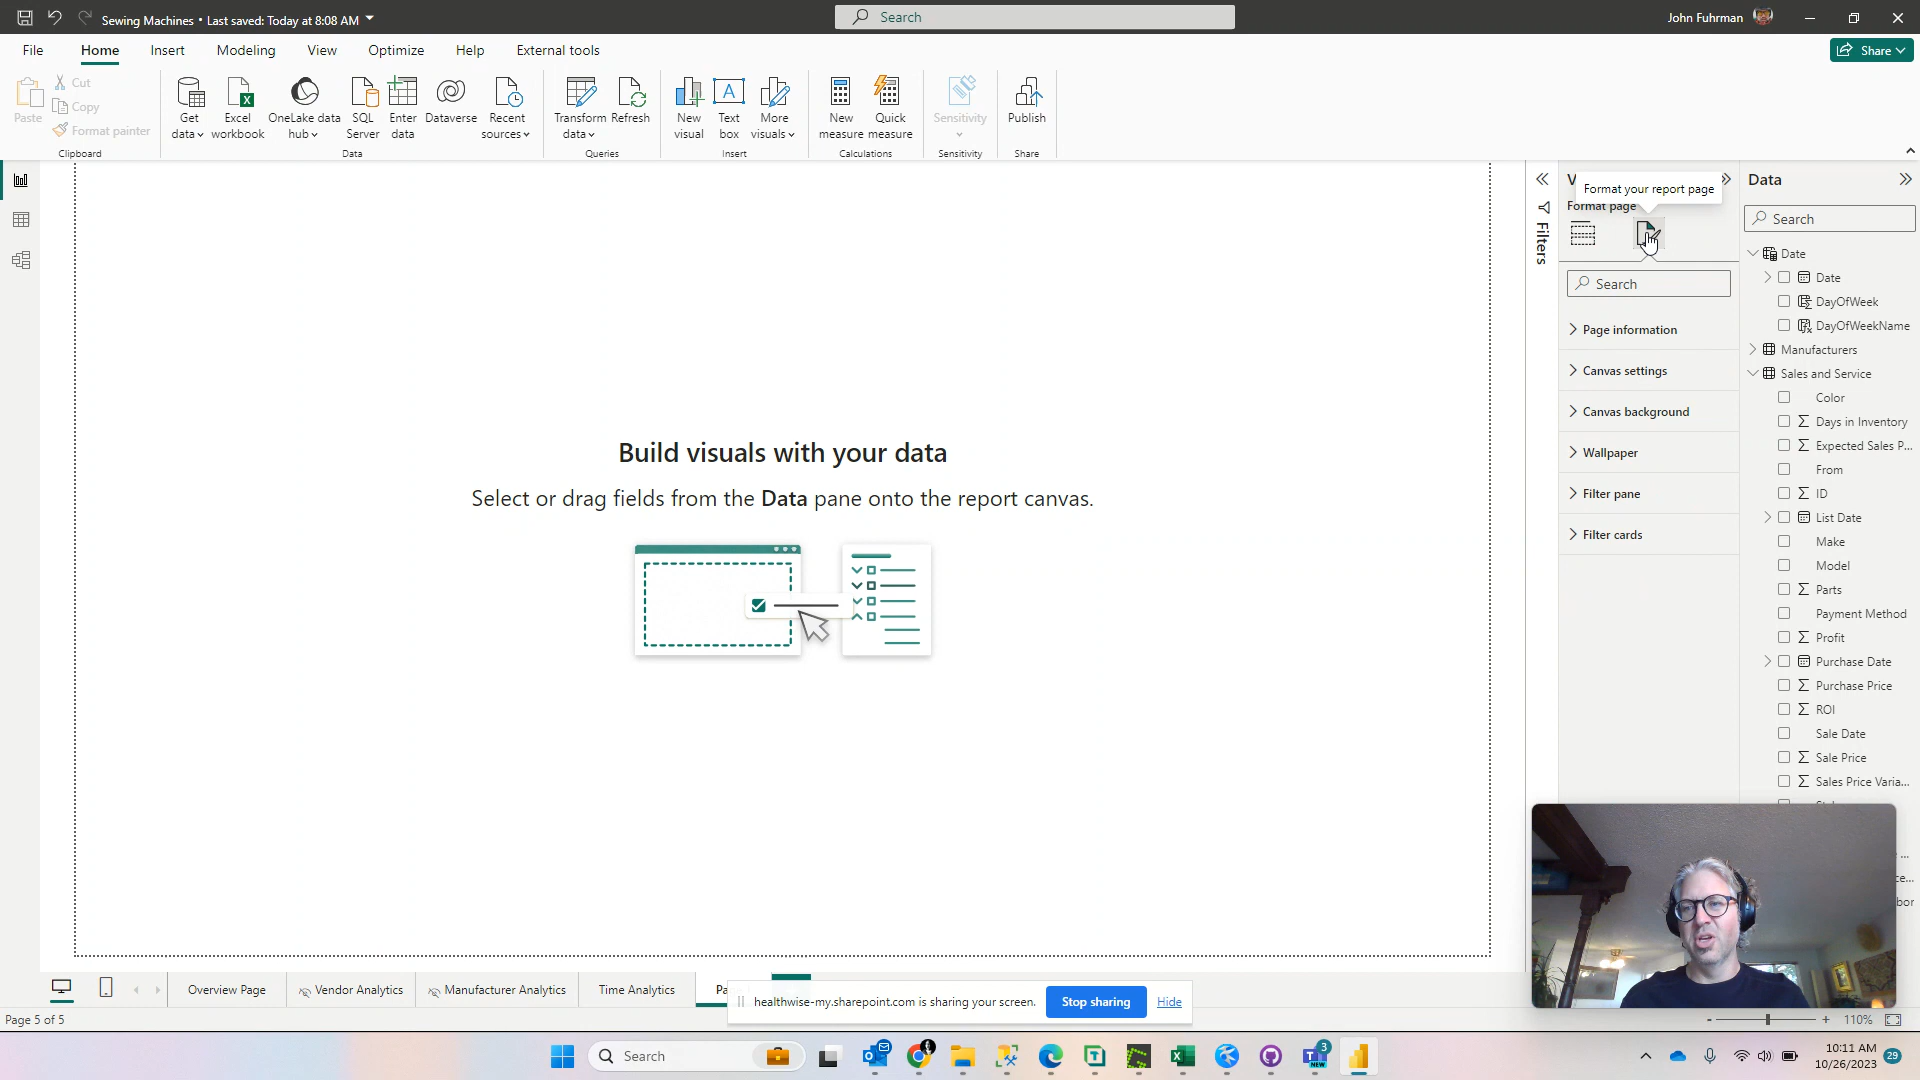 Sewing Machines • Last saved: Today at 8:08 AM
Search
John Fuhrman
File
Home
Insert
Modeling
View
Optimize
Help
External tools
Share
Paste
Cut
Copy
Format painter
Clipboard
Get data
Excel workbook
OneLake data hub
SQL Server
Enter data
Dataverse
Recent sources
Data
Transform data
Refresh
Queries
New visual
Text box
More visuals
Insert
New measure
Quick measure
Calculations
Sensitivity
Sensitivity
Publish
Share
Build visuals with your data
Select or drag fields from the Data pane onto the report canvas.
Filters
Format your report page
Format page
Search
Page information
Canvas settings
Canvas background
Wallpaper
Filter pane
Filter cards
Data
Search
Date
Date
DayOfWeek
DayOfWeekName
Manufacturers
Sales and Service
Color
Days in Inventory
Expected Sales P...
From
ID
List Date
Make
Model
Parts
Payment Method
Profit
Purchase Date
Purchase Price
ROI
Sale Date
Sale Price
Sales Price Varia...
Overview Page
Vendor Analytics
Manufacturer Analytics
Time Analytics
healthwise-my.sharepoint.com is sharing your screen.
Stop sharing
Hide
Page 5 of 5
- + 110%
Search
3
NEW
10:11 AM
10/26/2023
29